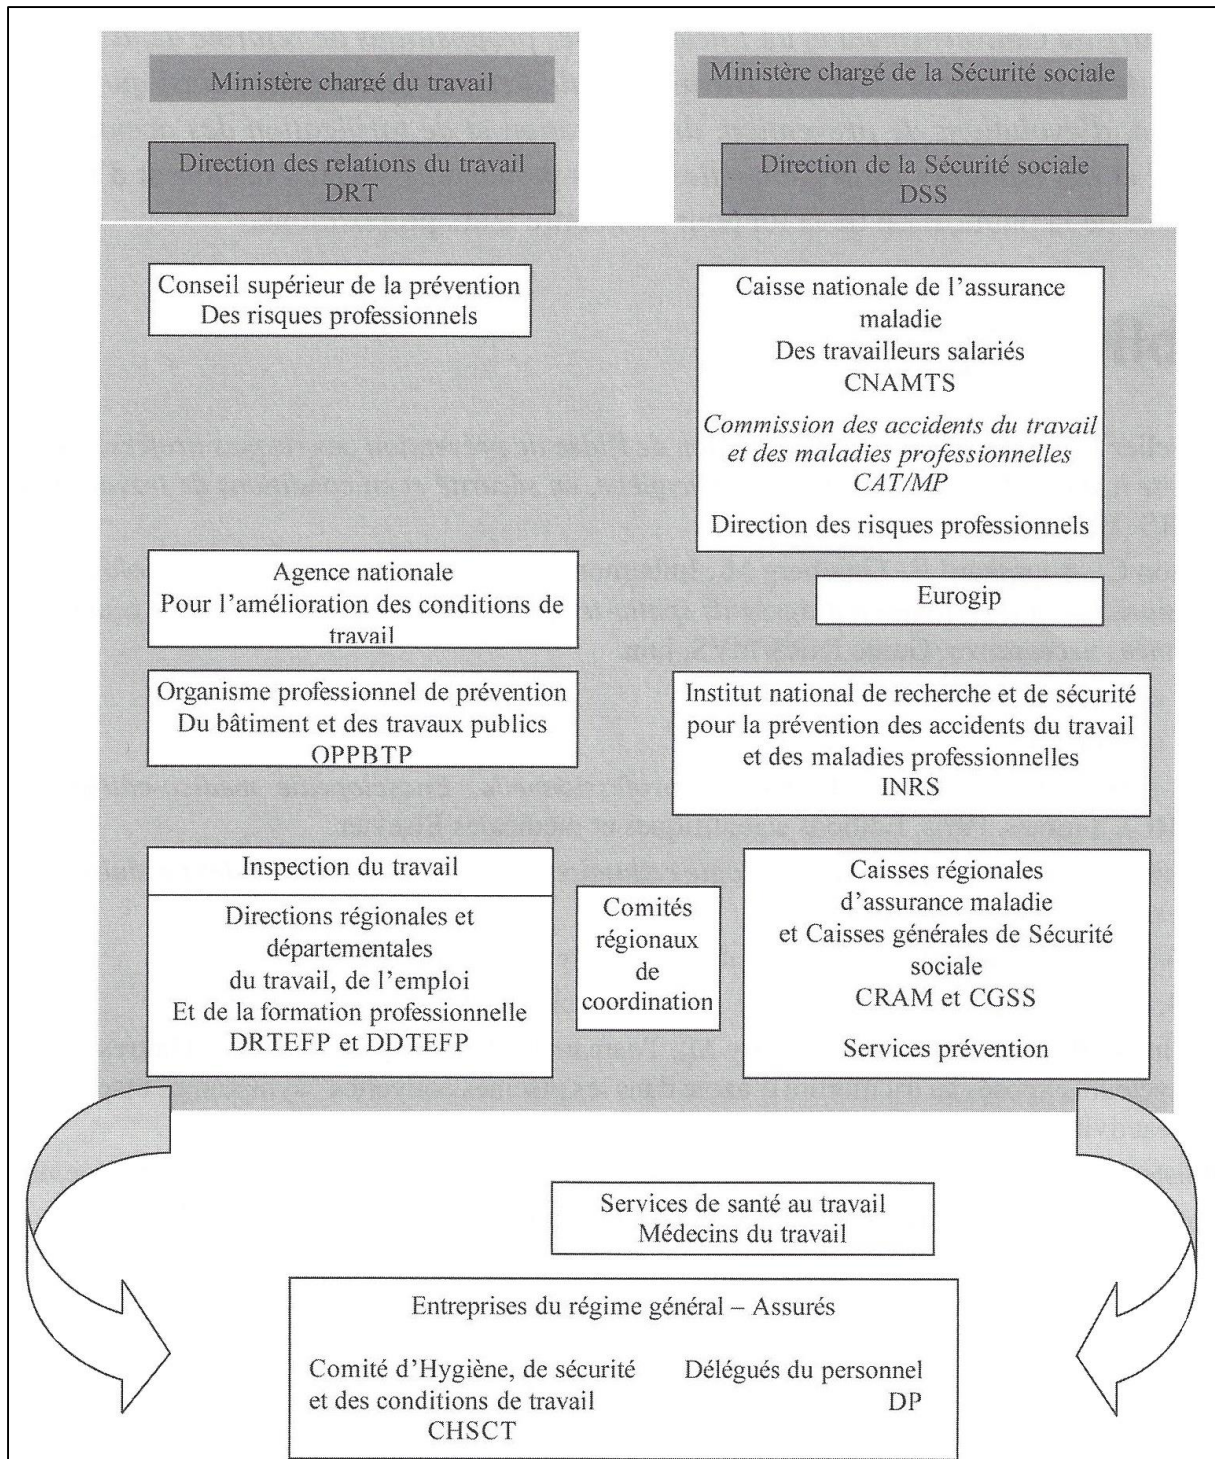 Ministère chargé du travail
Direction des relations du travail
DRT
Ministère chargé de la Sécurité sociale
Direction de la Sécurité sociale
DSS
Conseil supérieur de la prévention
Des risques professionnels
Caisse nationale de l'assurance
maladie
Des travailleurs salariés
CNAMTS
Commission des accidents du travail
et des maladies professionnelles
CAT/MP
Direction des risques professionnels
Agence nationale
Pour l'amélioration des conditions de
travail
Eurogip
Organisme professionnel de prévention
Du bâtiment et des travaux publics
OPPBTP
Institut national de recherche et de sécurité
pour la prévention des accidents du travail
et des maladies professionnelles
INRS
Inspection du travail
Directions régionales et
départementales
du travail, de l'emploi
Et de la formation professionnelle
DRTEFP et DDTEFP
Comités
régionaux
de
coordination
Caisses régionales
d'assurance maladie
et Caisses générales de Sécurité
sociale
CRAM et CGSS
Services prévention
Services de santé au travail
Médecins du travail
Entreprises du régime général – Assurés
Comité d'Hygiène, de sécurité
et des conditions de travail
CHSCT
Délégués du personnel
DP